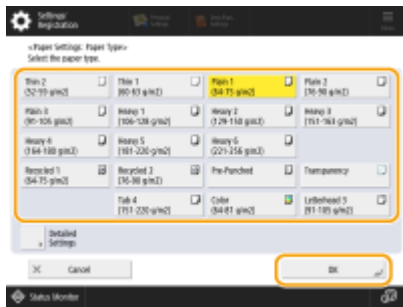 Settings/
Registration
<Paper Settings: Paper Type>
Select the paper type.
Thin 2
(52-59 g/m2)
Thin 1
(60-63 g/m2)
Plain 1
(64-75 g/m2)
Plain 2
(76-90 g/m2)
Plain 3
(91-105 g/m2)
Heavy 1
(106-128 g/m2)
Heavy 2
(129-150 g/m2)
Heavy 3
(151-163 g/m2)
Heavy 4
(164-180 g/m2)
Heavy 5
(181-220 g/m2)
Heavy 6
(221-256 g/m2)
Recycled 1
(64-75 g/m2)
Recycled 2
(76-90 g/m2)
Pre-Punched
Transparency
Tab 4
(151-220 g/m2)
Color
(64-81 g/m2)
Letterhead 3
(91-105 g/m2)
Detailed
Settings
Cancel
OK
Status Monitor